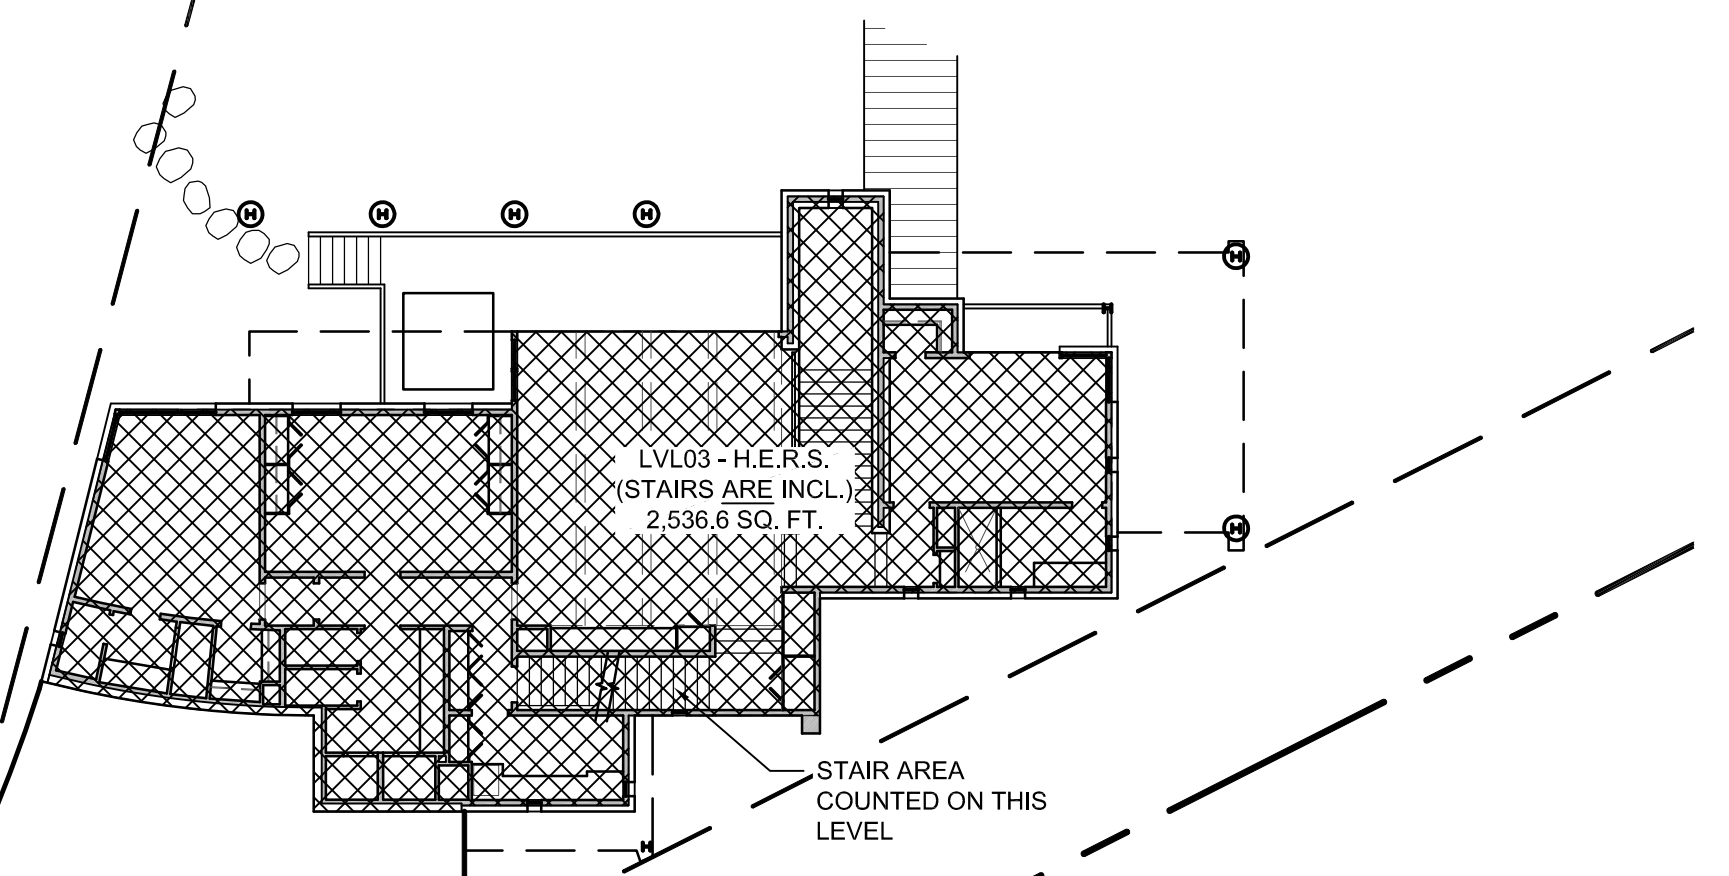 H
H
H
H
H
LVL03 - H.E.R.S.
(STAIRS ARE INCL.)
2,536.6 SQ. FT.
H
STAIR AREA
COUNTED ON THIS
LEVEL
H